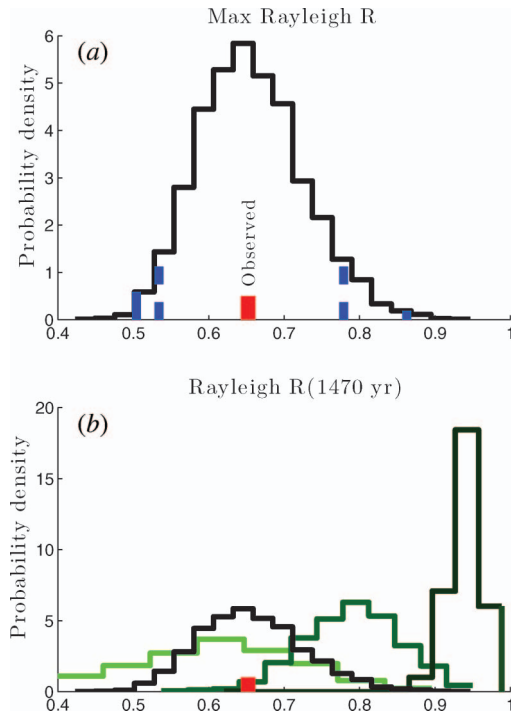 Max Rayleigh R
(a)
Probability density
6
5
4
3
2
1
0
Observed
0.4 0.5 0.6 0.7 0.8 0.9 1
Rayleigh R(1470 yr)
(b)
Probability density
20
15
10
5
0
0.4 0.5 0.6 0.7 0.8 0.9 1